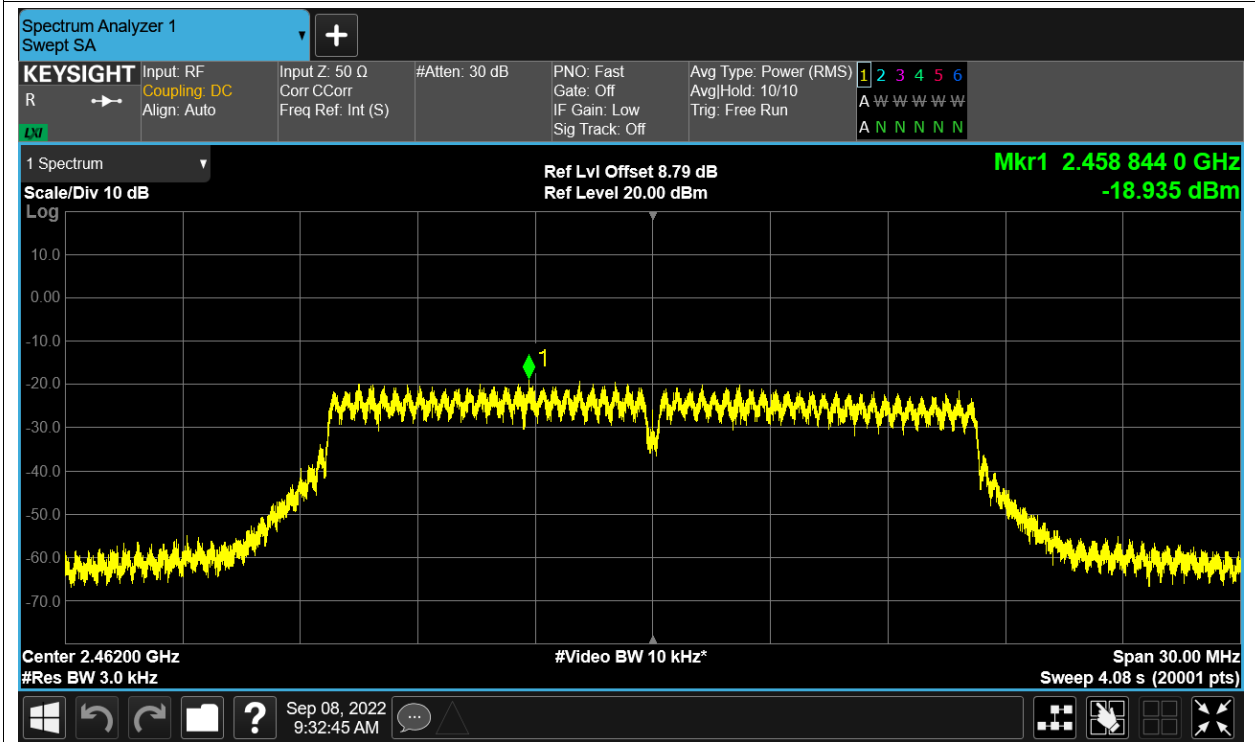 Spectrum Analyzer 1
Swept SA
KEYSIGHT
R
LXI
Input: RF
Coupling: DC
Align: Auto
Input Z: 50 Ω
Corr CCorr
Freq Ref: Int (S)
#Atten: 30 dB
PNO: Fast
Gate: Off
IF Gain: Low
Sig Track: Off
Avg Type: Power (RMS)
Avg|Hold: 10/10
Trig: Free Run
1 2 3 4 5 6
A W W W W W
A N N N N N
1 Spectrum
Scale/Div 10 dB
Ref Lvl Offset 8.79 dB
Ref Level 20.00 dBm
Mkr1 2.458 844 0 GHz
-18.935 dBm
Log
10.0
0.00
-10.0
1
-20.0
-30.0
-40.0
-50.0
-60.0
-70.0
Center 2.46200 GHz
#Video BW 10 kHz*
Span 30.00 MHz
#Res BW 3.0 kHz
Sweep 4.08 s (20001 pts)
?
Sep 08, 2022
9:32:45 AM